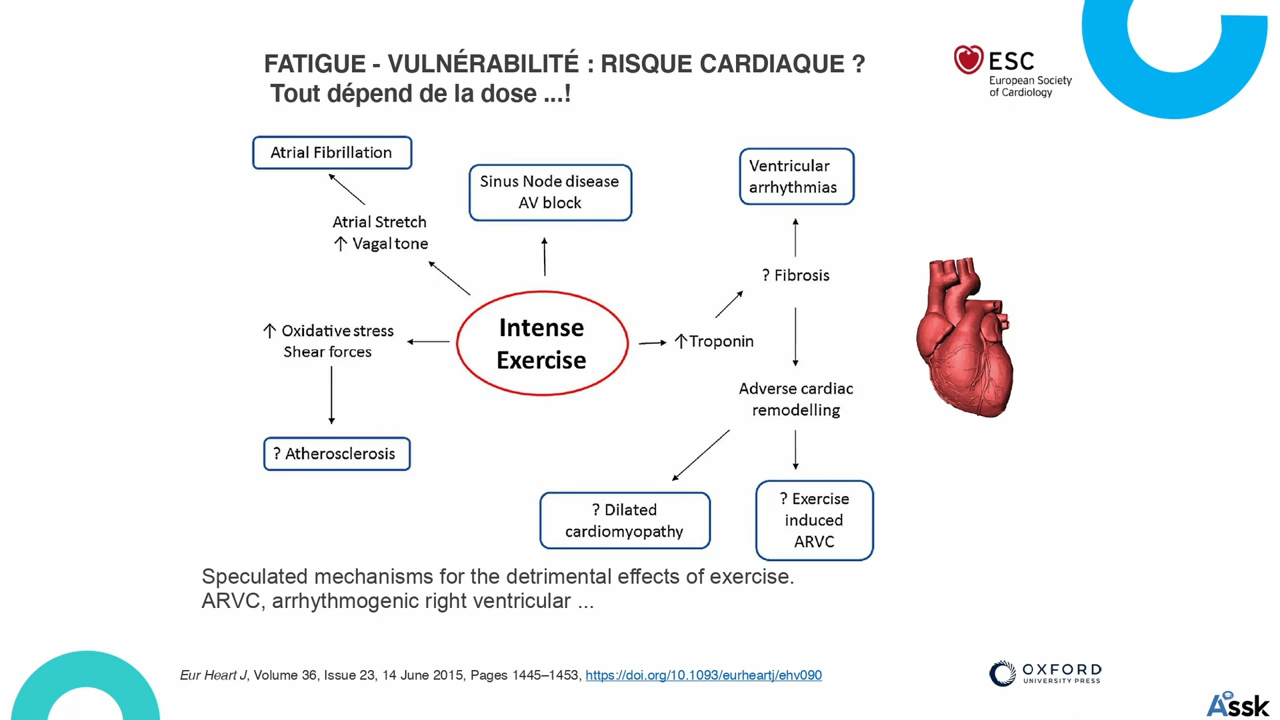 FATIGUE - VULNÉRABILITÉ : RISQUE CARDIAQUE ?
Tout dépend de la dose ...!
ESC
European Society
of Cardiology
Atrial Fibrillation
Sinus Node disease
AV block
Ventricular
arrhythmias
Atrial Stretch
↑ Vagal tone
? Fibrosis
↑ Oxidative stress
Shear forces
Intense
Exercise
↑Troponin
Adverse cardiac
remodelling
? Atherosclerosis
? Dilated
cardiomyopathy
? Exercise
induced
ARVC
Speculated mechanisms for the detrimental effects of exercise.
ARVC, arrhythmogenic right ventricular ...
Eur Heart J, Volume 36, Issue 23, 14 June 2015, Pages 1445–1453, https://doi.org/10.1093/eurheartj/ehv090
OXFORD
UNIVERSITY PRESS
Assk